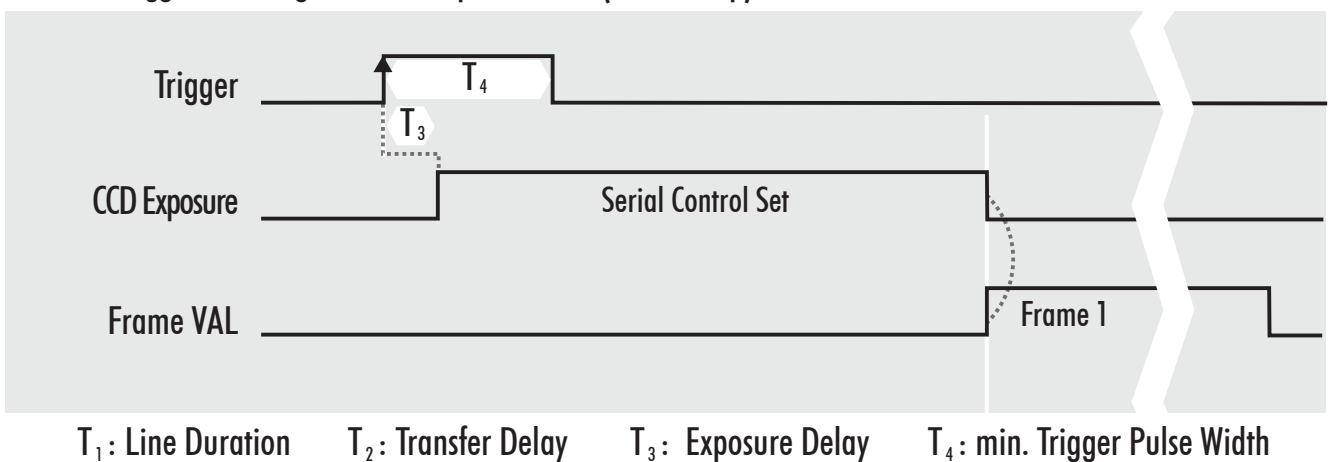 Trigger
T₄
T₃
CCD Exposure
Serial Control Set
Frame VAL
Frame 1
T₁: Line Duration T₂: Transfer Delay T₃: Exposure Delay T₄: min. Trigger Pulse Width